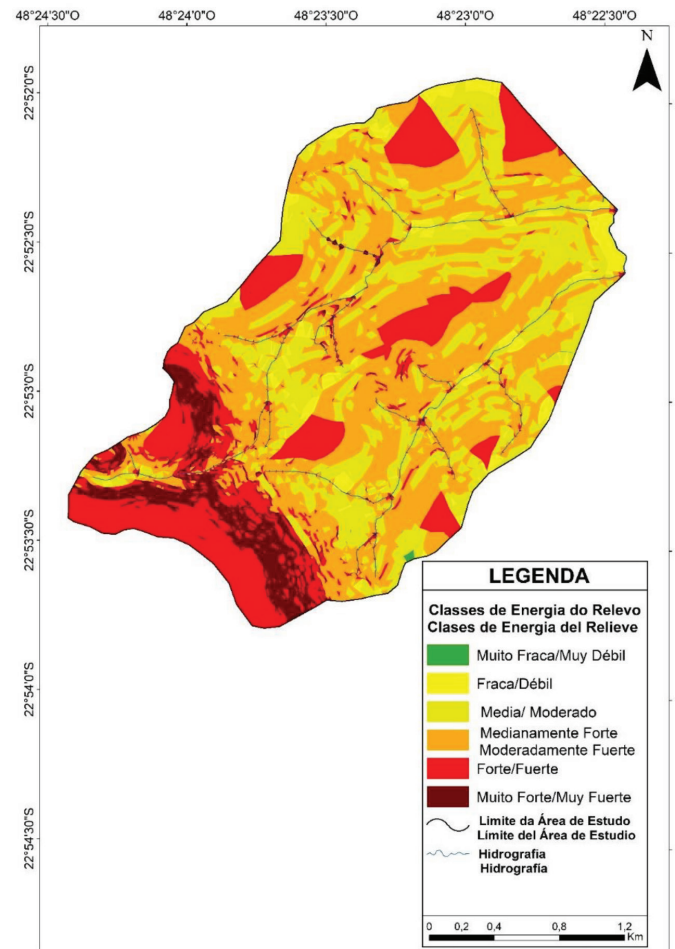 48°24'30"O 48°24'0"O 48°23'30"O 48°23'0"O 48°22'30"O
N
22°52'0"S
22°52'30"S
22°53'0"S
22°53'30"S
22°54'0"S
22°54'30"S
LEGENDA
Classes de Energia do Relevo
Clases de Energia del Relieve
Muito Fraca/Muy Débil
Fraca/Débil
Media/ Moderado
Medianamente Forte
Moderadamente Fuerte
Forte/Fuerte
Muito Forte/Muy Fuerte
Limite da Área de Estudo
Límite del Área de Estudio
Hidrografia
Hidrografía
0 0,2 0,4 0,8 1,2
Km